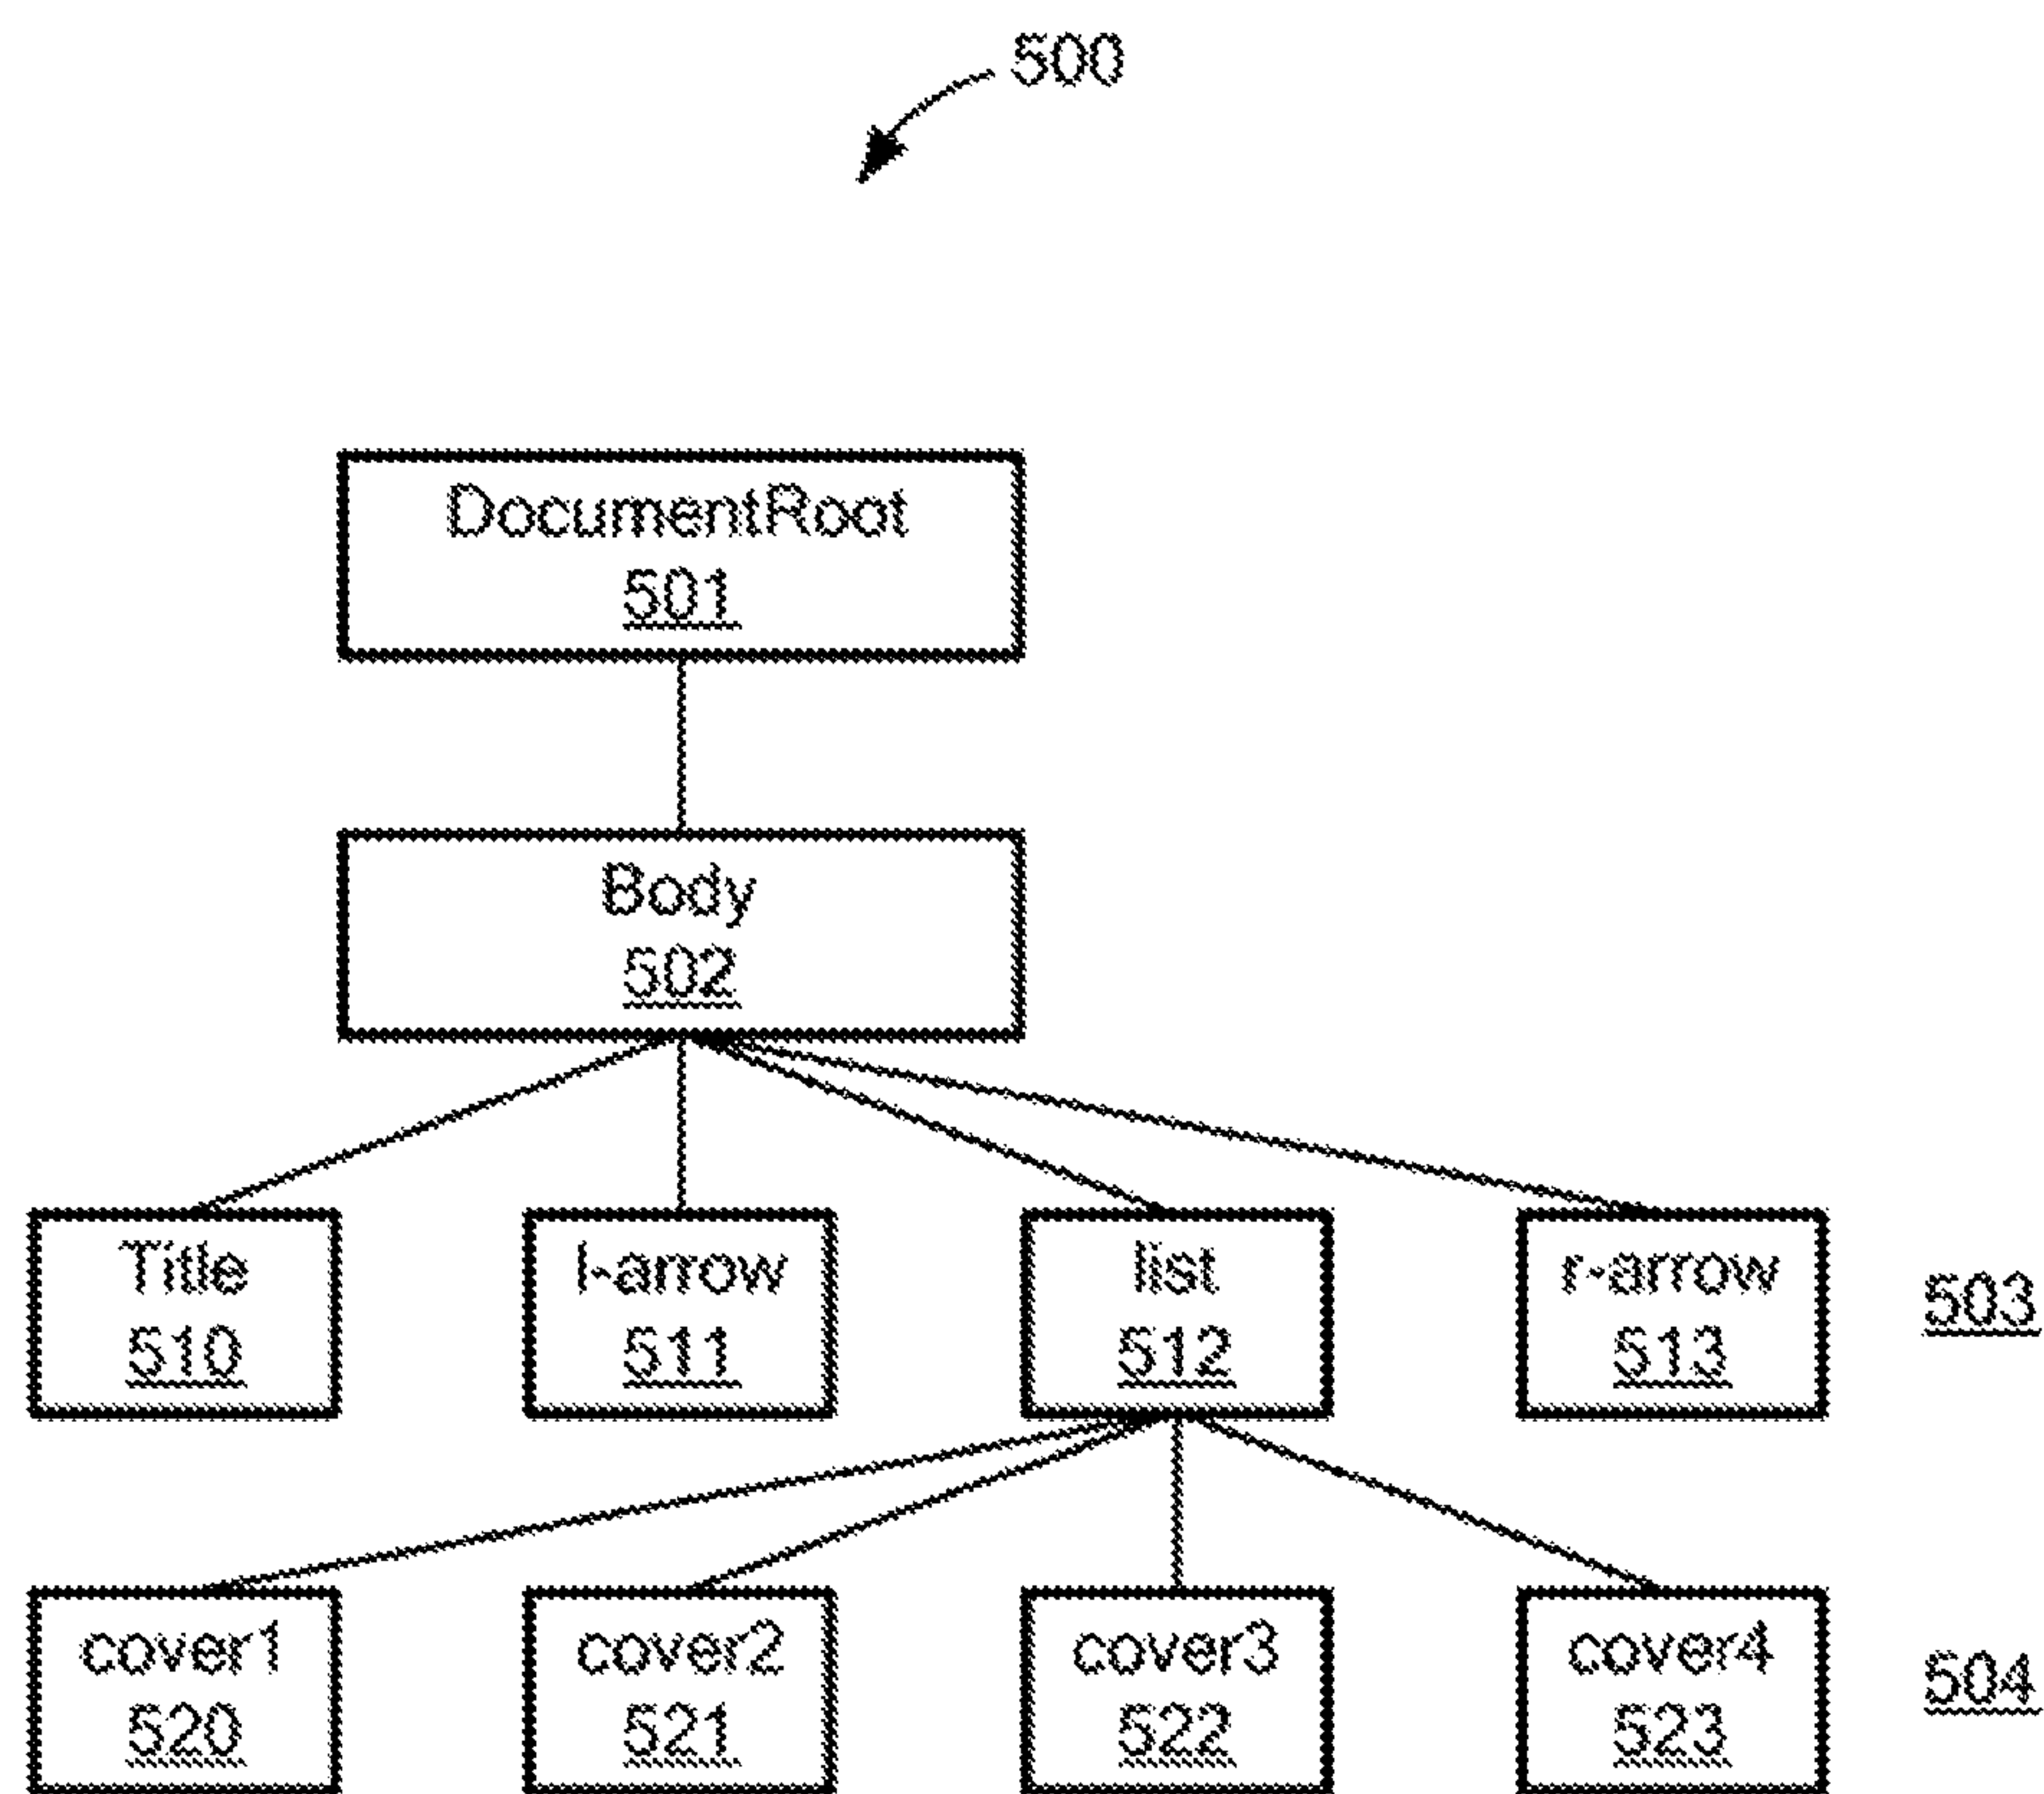 500
DocumentRoot
501
Body
502
Title
510
l-arrow
511
list
512
r-arrow
513
503
cover1
520
cover2
521
cover3
522
cover4
523
504